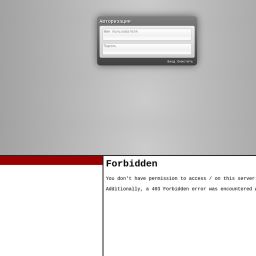 Авторизация
Имя пользователя
Пароль
Вход Очистить
Forbidden
You don't have permission to access / on this server
Additionally, a 403 Forbidden error was encountered